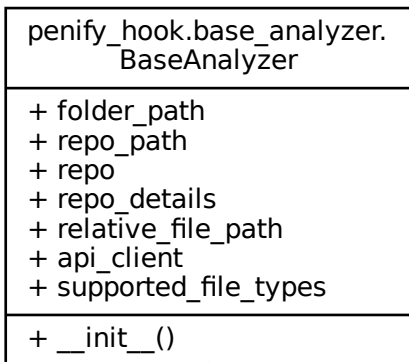 penify_hook.base_analyzer.
BaseAnalyzer
+ folder_path
+ repo_path
+ repo
+ repo_details
+ relative_file_path
+ api_client
+ supported_file_types
+ __init__()